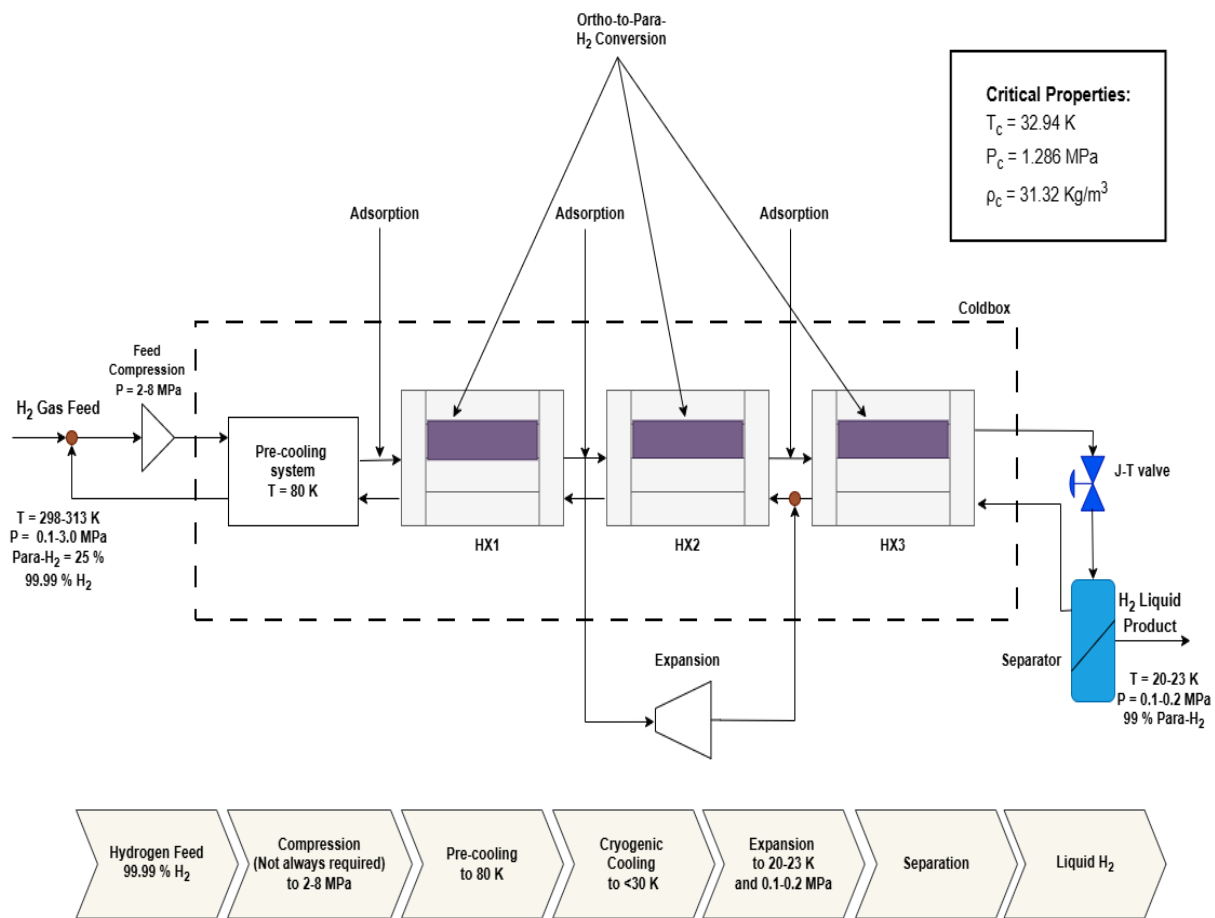 Ortho-to-Para-
H₂ Conversion
Critical Properties:
T_c = 32.94 K
P_c = 1.286 MPa
ρ_c = 31.32 Kg/m³
Adsorption
Adsorption
Adsorption
Coldbox
Feed
Compression
P = 2-8 MPa
H₂ Gas Feed
Pre-cooling
system
T = 80 K
J-T valve
T = 298-313 K
P = 0.1-3.0 MPa
Para-H₂ = 25 %
99.99 % H₂
HX1
HX2
HX3
H₂ Liquid
Product
Separator
Expansion
T = 20-23 K
P = 0.1-0.2 MPa
99 % Para-H₂
Hydrogen Feed
99.99 % H₂
Compression
(Not always required)
to 2-8 MPa
Pre-cooling
to 80 K
Cryogenic
Cooling
to <30 K
Expansion
to 20-23 K
and 0.1-0.2 MPa
Separation
Liquid H₂